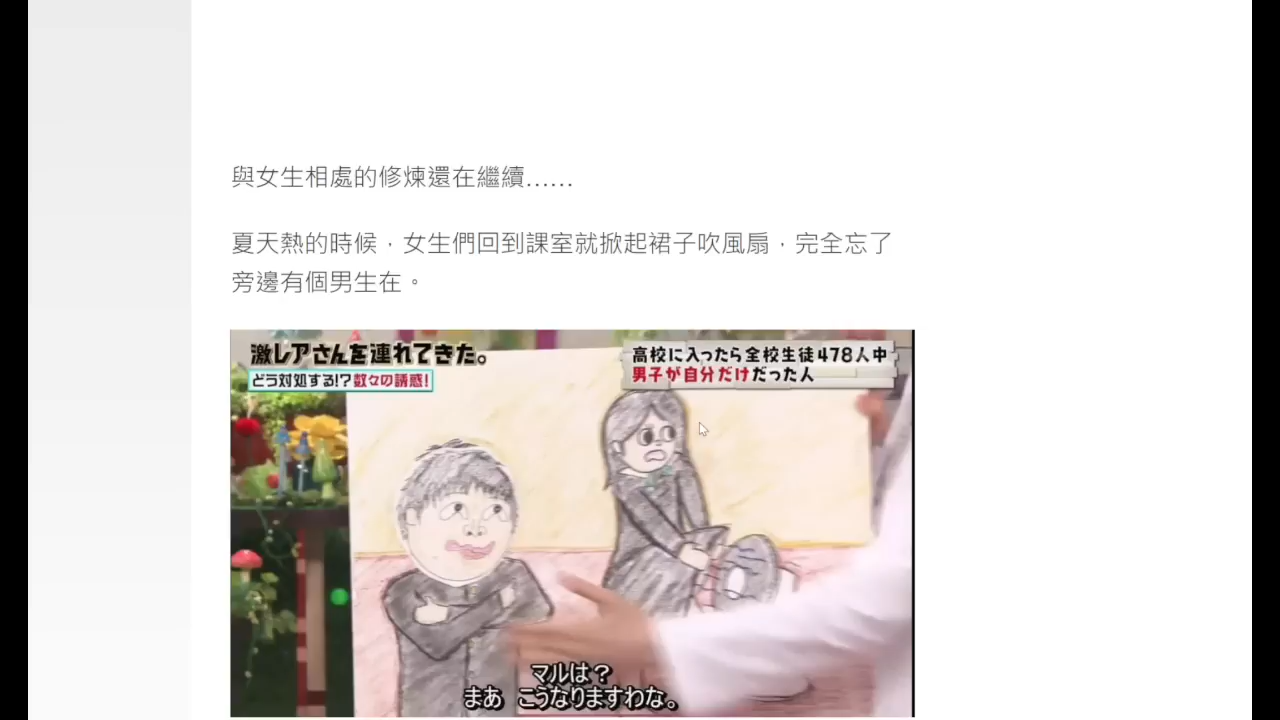 與女生相處的修煉還在繼續……
夏天熱的時候，女生們回到課室就掀起裙子吹風扇，完全忘了
旁邊有個男生在。
激レアさんを連れてきた。
どう対処する!?数々の誘惑!
高校に入ったら全校生徒478人中
男子が自分だけだった人
マルは？
まあ こうなりますわな。